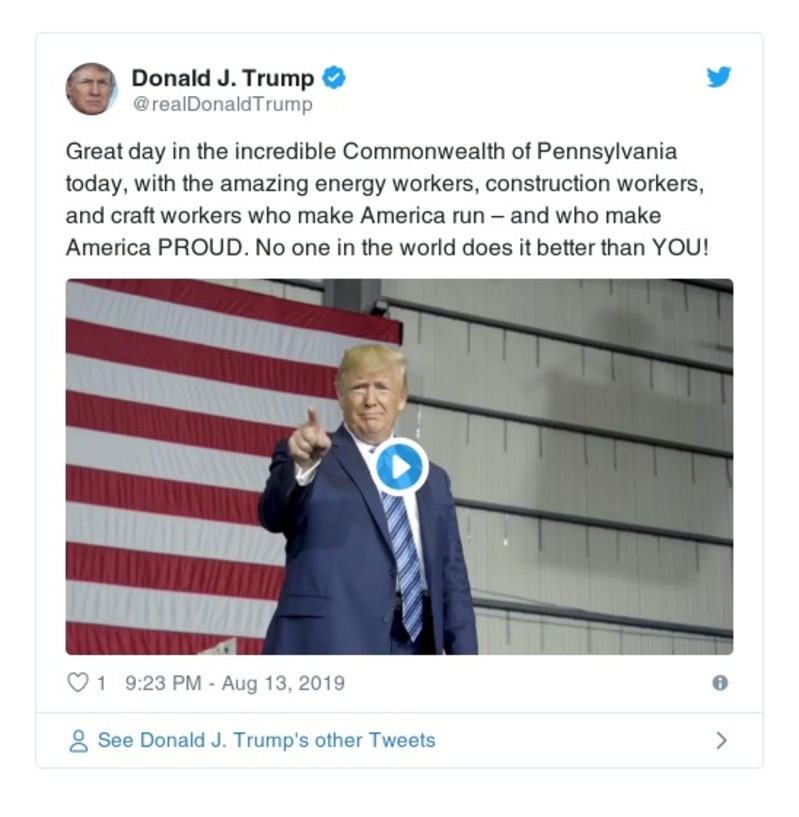 Donald J. Trump
@realDonaldTrump
Great day in the incredible Commonwealth of Pennsylvania
today, with the amazing energy workers, construction workers,
and craft workers who make America run – and who make
America PROUD. No one in the world does it better than YOU!
1 9:23 PM - Aug 13, 2019
See Donald J. Trump's other Tweets